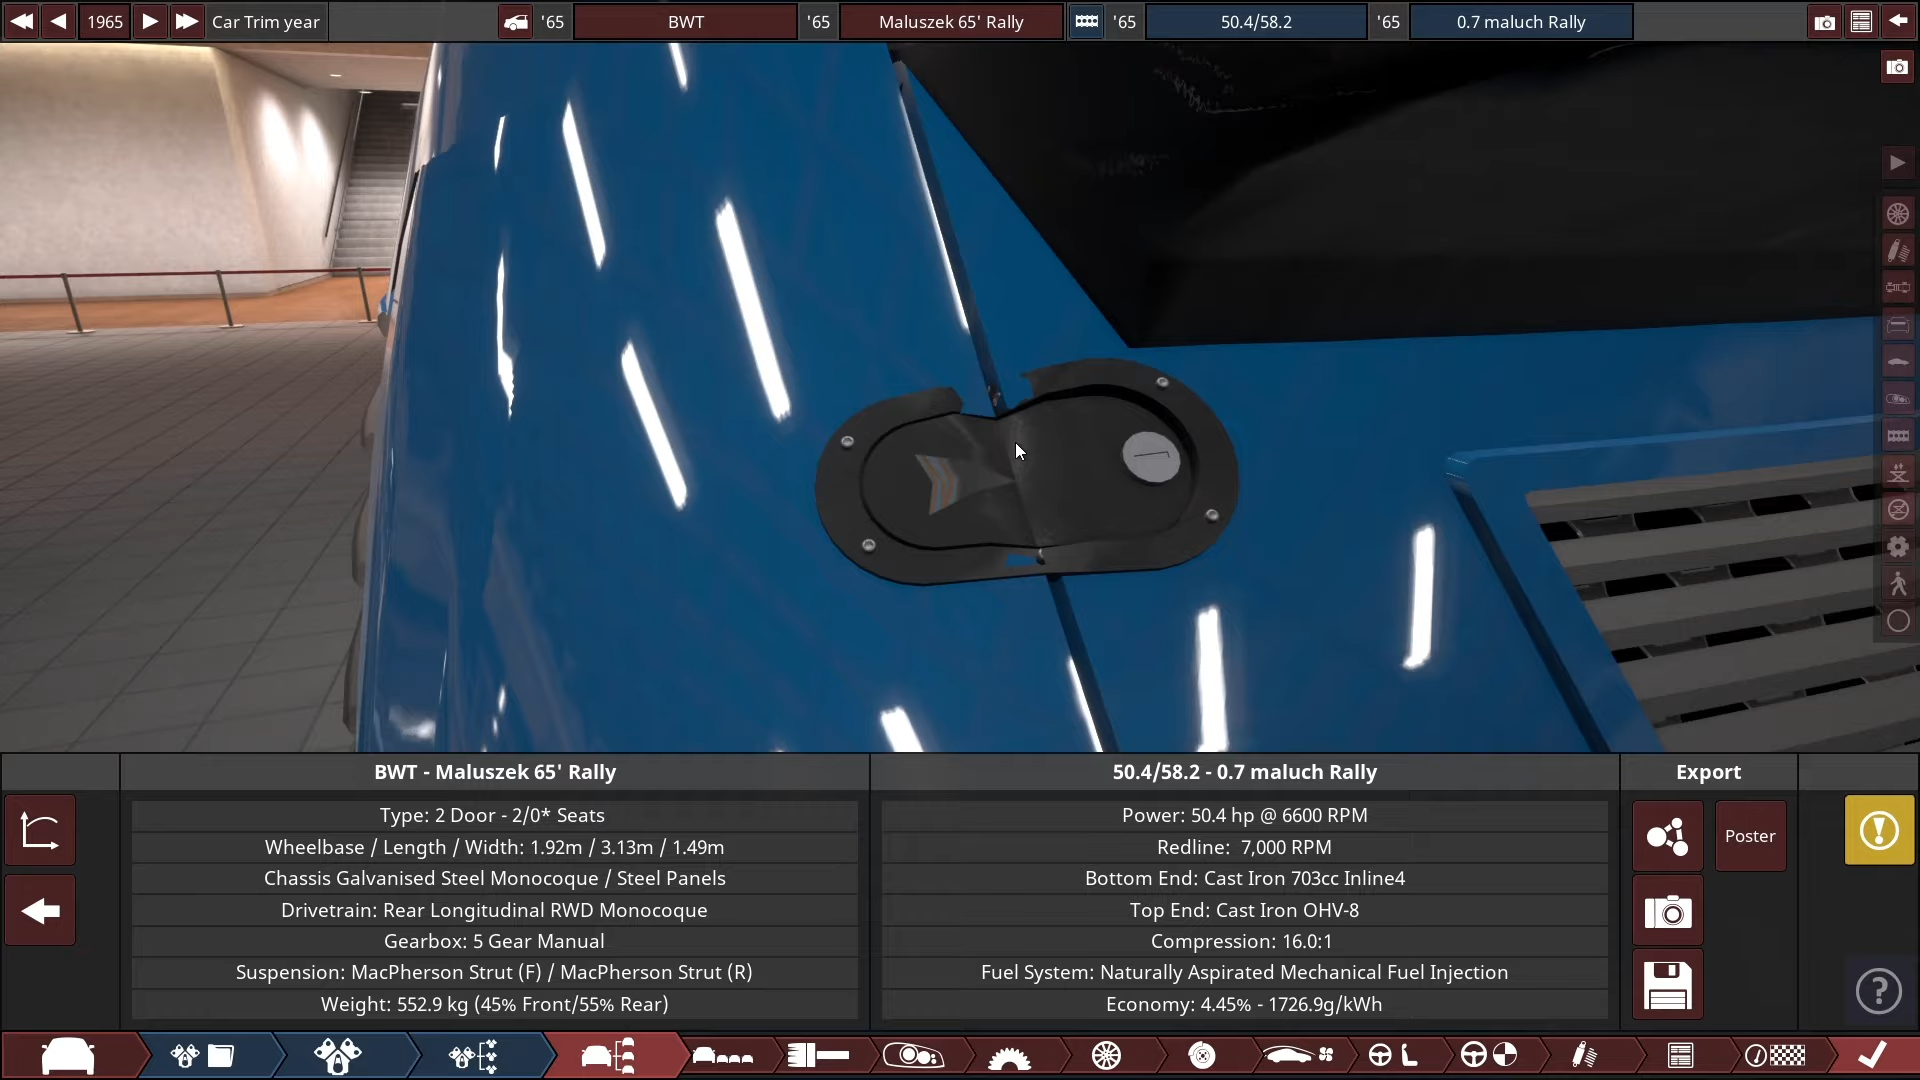 1965 Car Trim year '65 BWT '65 Maluszek 65' Rally '65 50.4/58.2 '65 0.7 maluch Rally
BWT - Maluszek 65' Rally
Type: 2 Door - 2/0* Seats
Wheelbase / Length / Width: 1.92m / 3.13m / 1.49m
Chassis Galvanised Steel Monocoque / Steel Panels
Drivetrain: Rear Longitudinal RWD Monocoque
Gearbox: 5 Gear Manual
Suspension: MacPherson Strut (F) / MacPherson Strut (R)
Weight: 552.9 kg (45% Front/55% Rear)
50.4/58.2 - 0.7 maluch Rally
Power: 50.4 hp @ 6600 RPM
Redline: 7,000 RPM
Bottom End: Cast Iron 703cc Inline4
Top End: Cast Iron OHV-8
Compression: 16.0:1
Fuel System: Naturally Aspirated Mechanical Fuel Injection
Economy: 4.45% - 1726.9g/kWh
Export
Poster